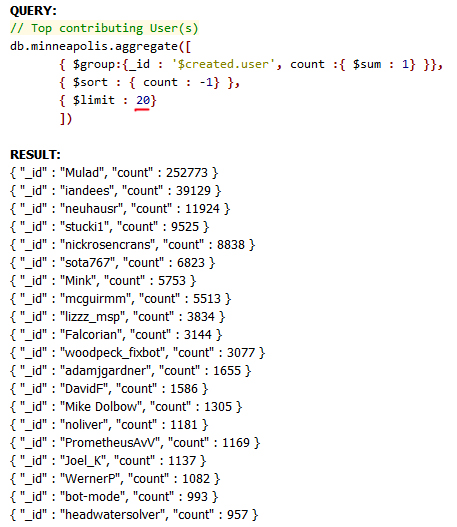 QUERY:
// Top contributing User(s)
db.minneapolis.aggregate([
{ $group:{_id : '$created.user', count :{ $sum : 1} }},
{ $sort : { count : -1} },
{ $limit : 20}
])
RESULT:
{ "_id" : "Mulad", "count" : 252773 }
{ "_id" : "iandees", "count" : 39129 }
{ "_id" : "neuhausr", "count" : 11924 }
{ "_id" : "stucki1", "count" : 9525 }
{ "_id" : "nickrosencrans", "count" : 8838 }
{ "_id" : "sota767", "count" : 6823 }
{ "_id" : "Mink", "count" : 5753 }
{ "_id" : "mcguirmm", "count" : 5513 }
{ "_id" : "lizzz_msp", "count" : 3834 }
{ "_id" : "Falcorian", "count" : 3144 }
{ "_id" : "woodpeck_fixbot", "count" : 3077 }
{ "_id" : "adamjgardner", "count" : 1655 }
{ "_id" : "DavidF", "count" : 1586 }
{ "_id" : "Mike Dolbow", "count" : 1305 }
{ "_id" : "noliver", "count" : 1181 }
{ "_id" : "PrometheusAvV", "count" : 1169 }
{ "_id" : "Joel_K", "count" : 1137 }
{ "_id" : "WernerP", "count" : 1082 }
{ "_id" : "bot-mode", "count" : 993 }
{ "_id" : "headwatersolver", "count" : 957 }